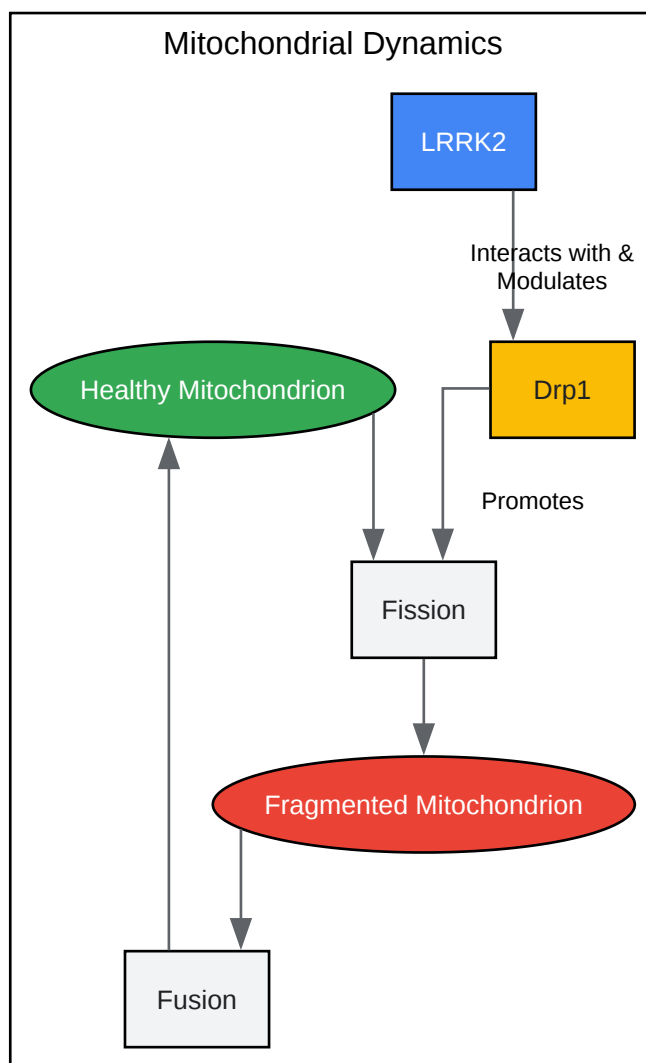 Mitochondrial Dynamics
LRRK2
Interacts with &
Modulates
Healthy Mitochondrion
Drp1
Promotes
Fission
Fragmented Mitochondrion
Fusion